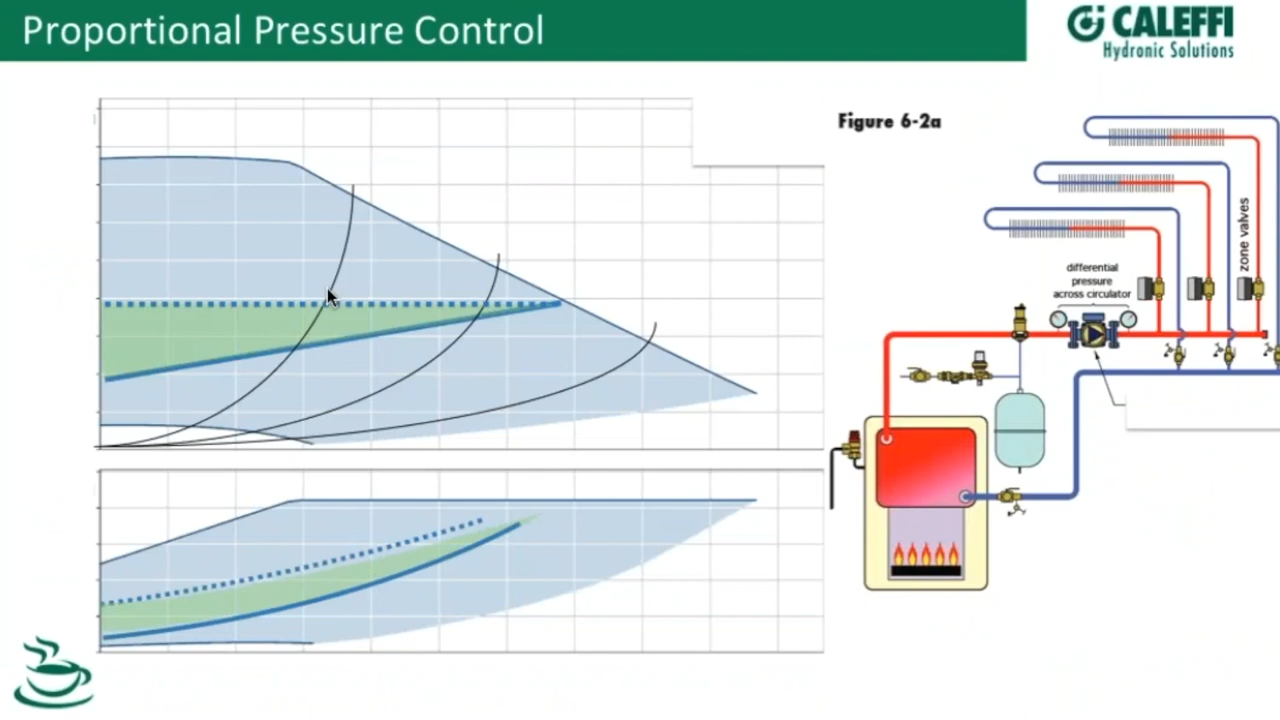 Proportional Pressure Control
CALEFFI
Hydronic Solutions
Figure 6-2a
zone valves
differential
pressure
across circulator